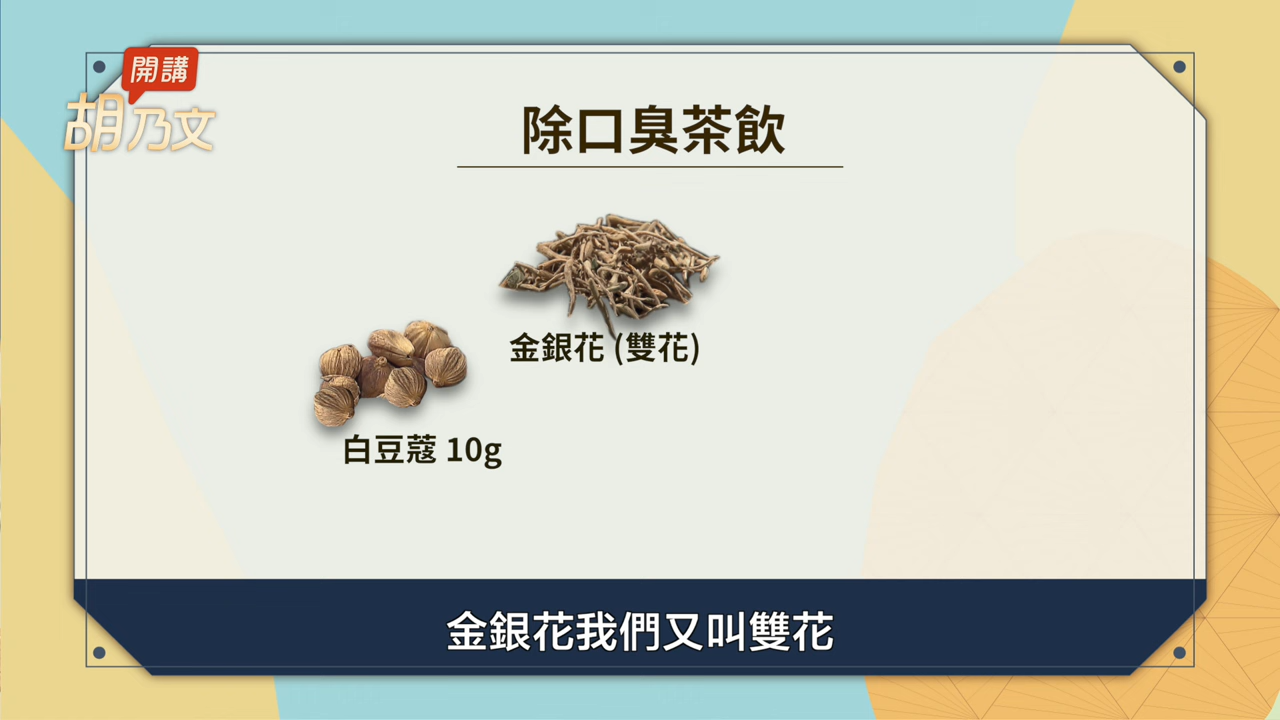 開講
胡乃文
除口臭茶飲
金銀花 (雙花)
白豆蔻 10g
金銀花我們又叫雙花